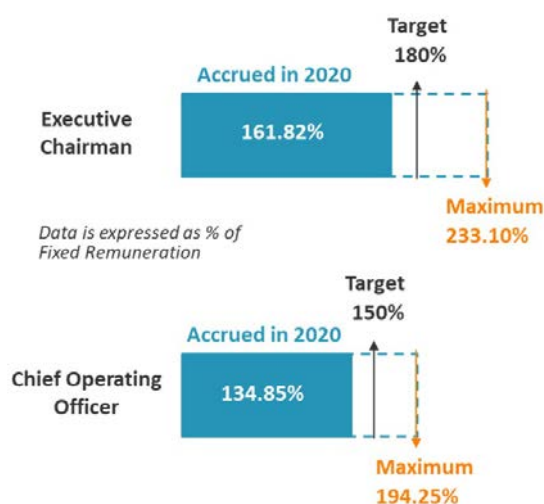 Target
180%
Accrued in 2020
Executive
Chairman
161.82%
Maximum
233.10%
Data is expressed as % of
Fixed Remuneration
Target
150%
Accrued in 2020
Chief Operating
Officer
134.85%
Maximum
194.25%